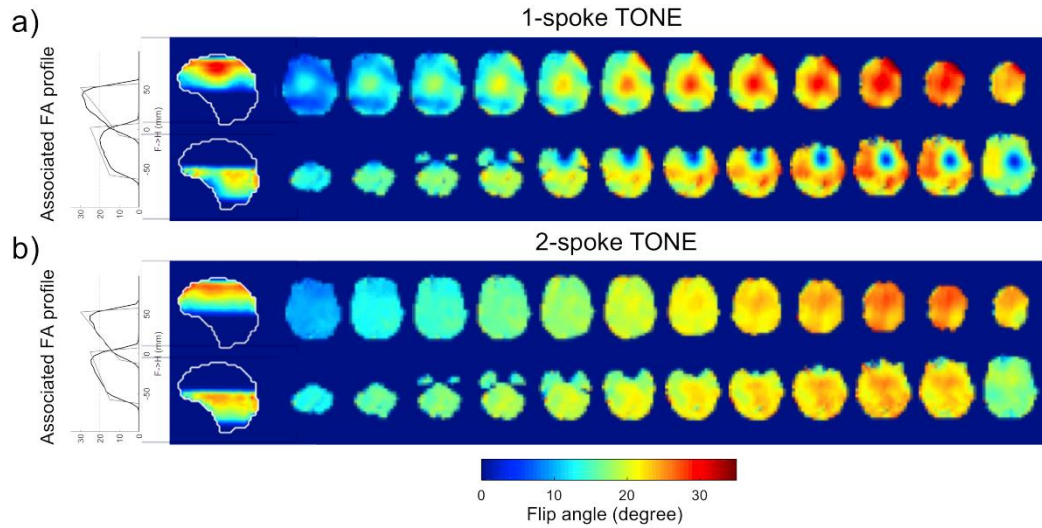 a)
1-spoke TONE
Associated FA profile
50
0
-50
F->H (mm)
30
20
10
0
b)
2-spoke TONE
Associated FA profile
50
0
-50
F->H (mm)
30
20
10
0
0
10
20
30
Flip angle (degree)